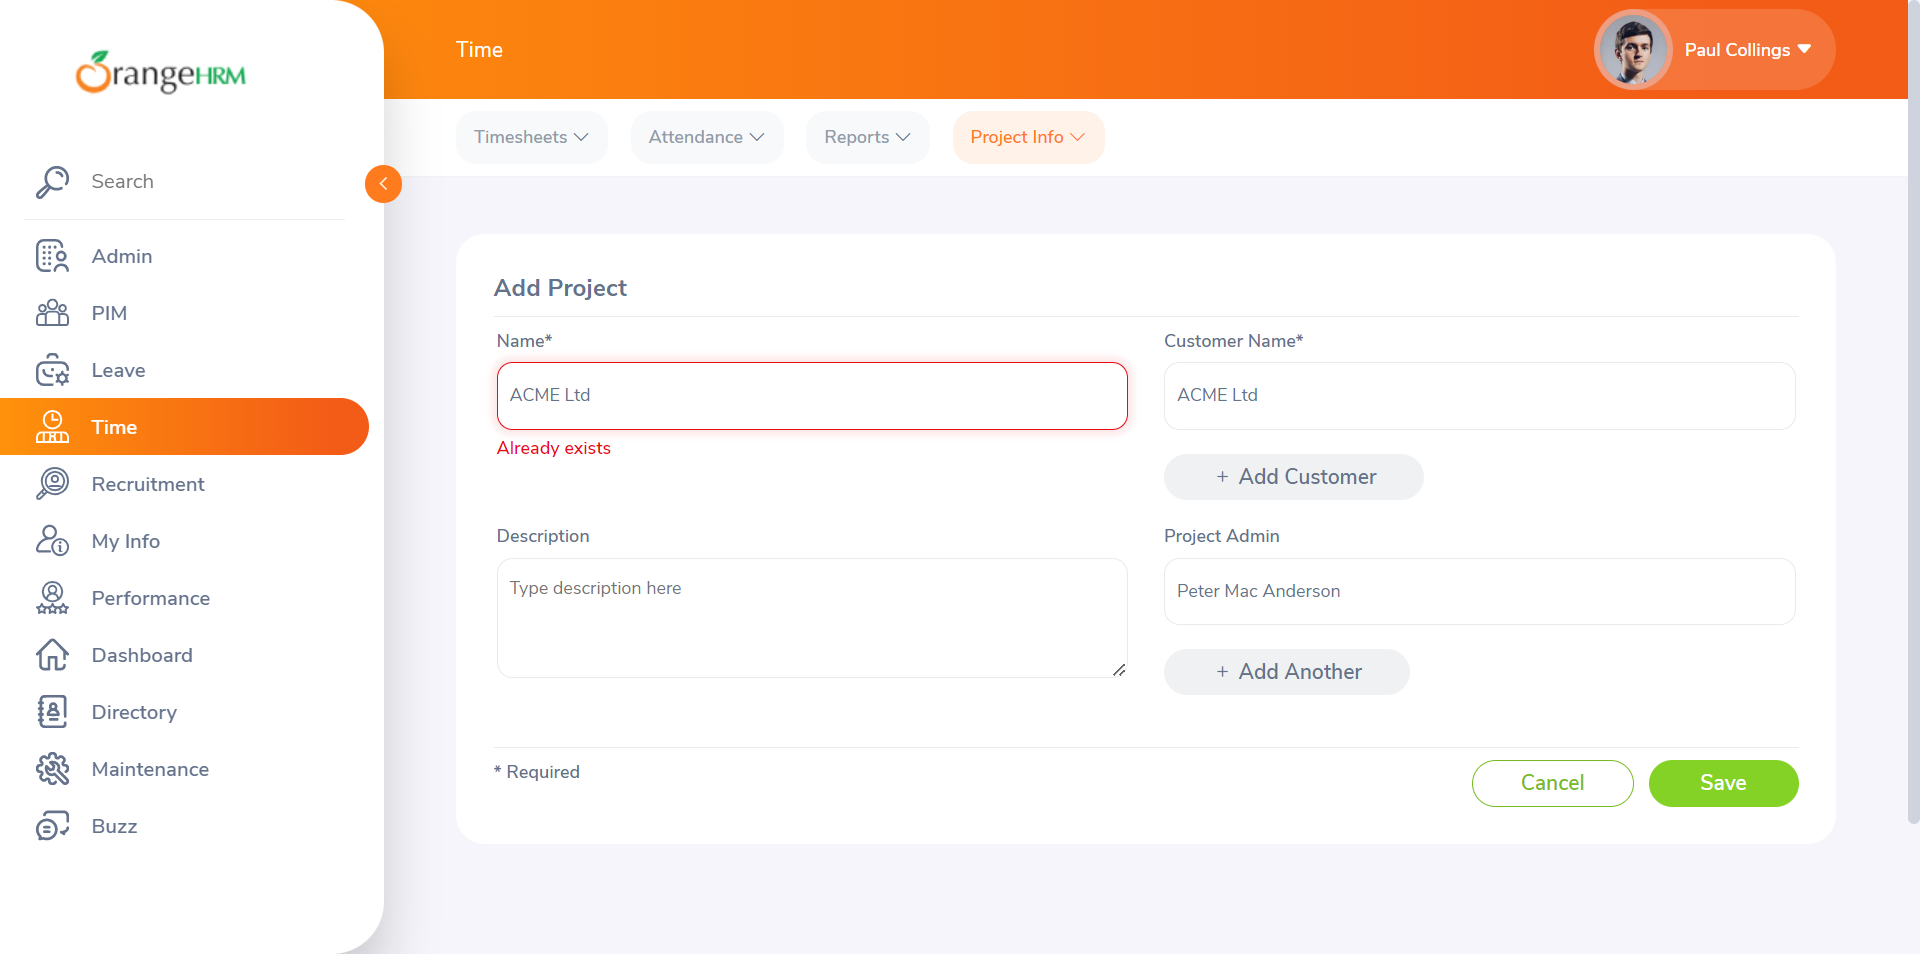 OrangeHRM
Time
Paul Collings
Timesheets
Attendance
Reports
Project Info
Search
Admin
PIM
Leave
Time
Recruitment
My Info
Performance
Dashboard
Directory
Maintenance
Buzz
Add Project
Name*
Customer Name*
ACME Ltd
ACME Ltd
Already exists
+ Add Customer
Description
Project Admin
Type description here
Peter Mac Anderson
+ Add Another
* Required
Cancel
Save